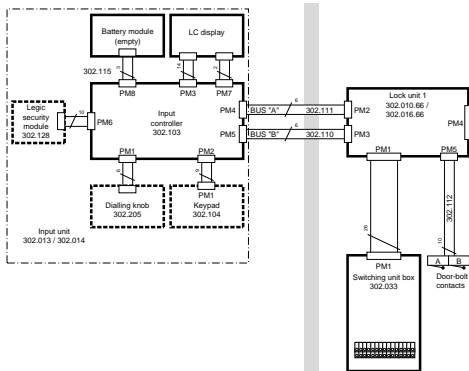 Battery module
(empty)
LC display
302.115
3
14
2
PM8
PM3
PM7
Legic
security
module
302.128
10
PM6
Input
controller
302.103
PM4
PM5
BUS "A"
6
302.111
BUS "B"
6
302.110
PM2
PM3
Lock unit 1
302.010.66 /
302.016.66
PM4
PM1
PM2
PM1
PM5
6
9
PM1
Dialling knob
302.205
Keypad
302.104
302.112
Input unit
302.013 / 302.014
28
10
A
B
Door-bolt
contacts
PM1
Switching unit box
302.033